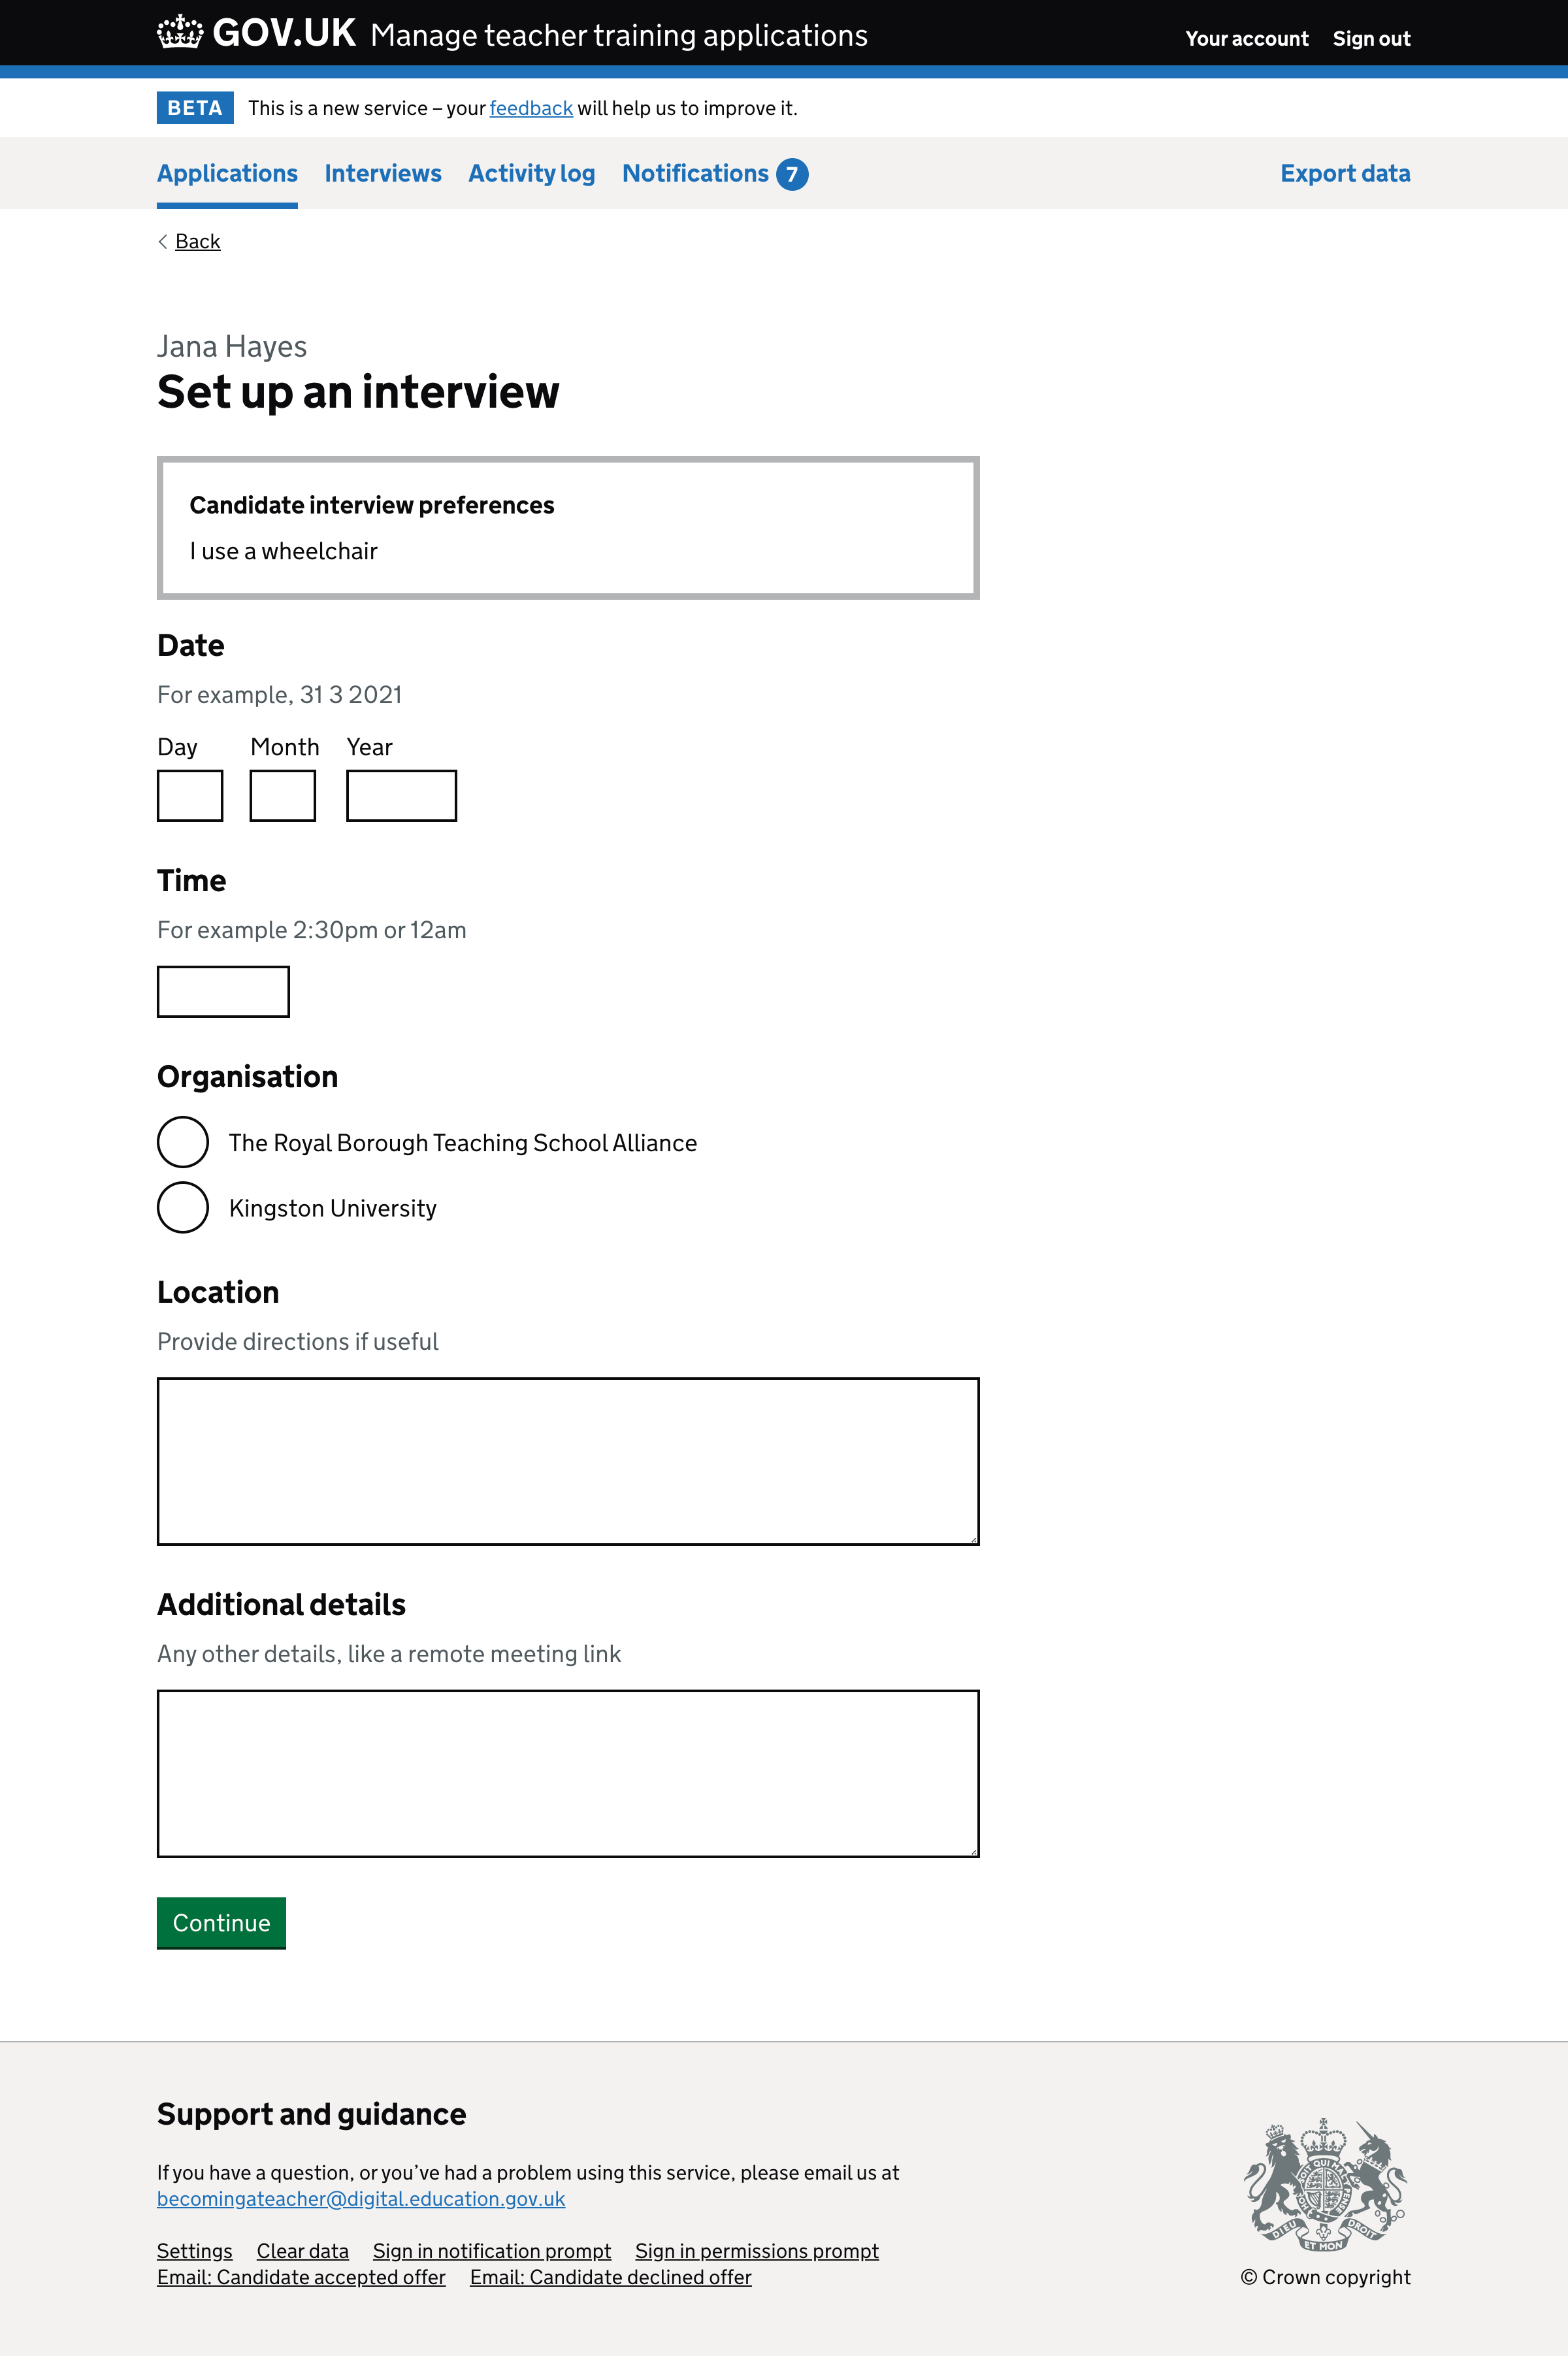 GOV.UK Manage teacher training applications Your account Sign out
BETA This is a new service – your feedback will help us to improve it.
Applications Interviews Activity log Notifications 7 Export data
Back
Jana Hayes
Set up an interview
Candidate interview preferences
I use a wheelchair
Date
For example, 31 3 2021
Day Month Year
Time
For example 2:30pm or 12am
Organisation
The Royal Borough Teaching School Alliance
Kingston University
Location
Provide directions if useful
Additional details
Any other details, like a remote meeting link
Continue
Support and guidance
If you have a question, or you’ve had a problem using this service, please email us at
becomingateacher@digital.education.gov.uk
Settings Clear data Sign in notification prompt Sign in permissions prompt
Email: Candidate accepted offer Email: Candidate declined offer
DIEU ET MON DROIT
© Crown copyright